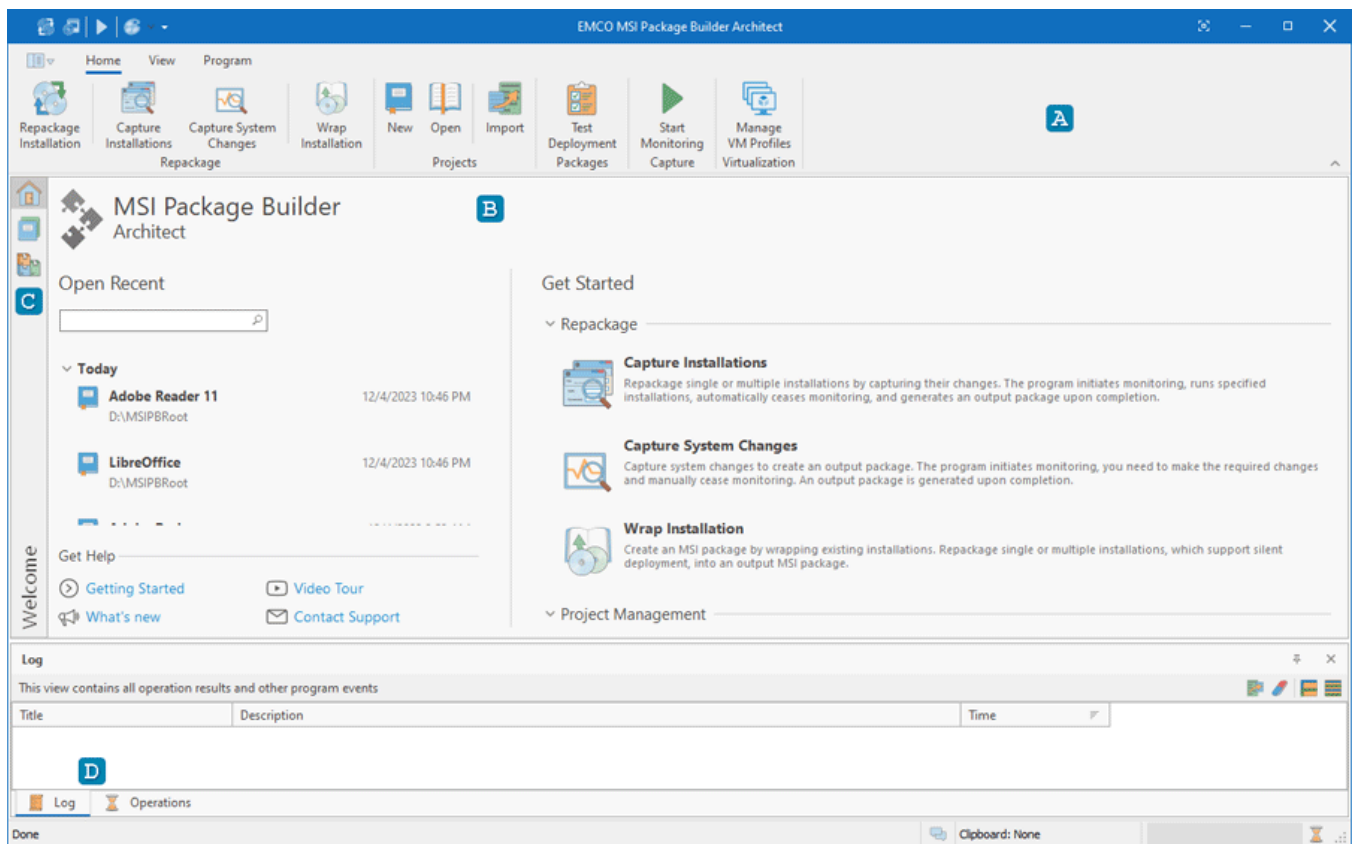 EMCO MSI Package Builder Architect
Home View Program
Repackage Installation
Capture Installations
Capture System Changes
Wrap Installation
New
Open
Import
Test Deployment
Start Monitoring
Manage VM Profiles
Repackage
Projects
Packages
Capture
Virtualization
A
MSI Package Builder
Architect
B
C
Welcome
Open Recent
Today
Adobe Reader 11 12/4/2023 10:46 PM
D:\MSIPBRoot
LibreOffice 12/4/2023 10:46 PM
D:\MSIPBRoot
Get Help
Getting Started
Video Tour
What's new
Contact Support
Get Started
Repackage
Capture Installations
Repackage single or multiple installations by capturing their changes. The program initiates monitoring, runs specified
installations, automatically ceases monitoring, and generates an output package upon completion.
Capture System Changes
Capture system changes to create an output package. The program initiates monitoring, you need to make the required changes
and manually cease monitoring. An output package is generated upon completion.
Wrap Installation
Create an MSI package by wrapping existing installations. Repackage single or multiple installations, which support silent
deployment, into an output MSI package.
Project Management
Log
This view contains all operation results and other program events
Title Description Time
D
Log Operations
Done Clipboard: None